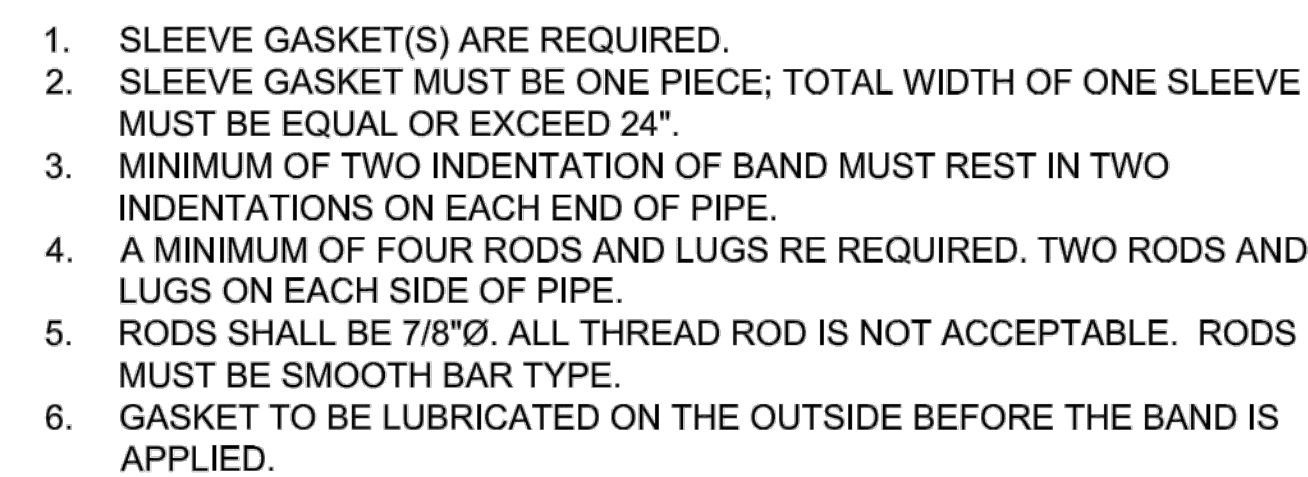 1. SLEEVE GASKET(S) ARE REQUIRED.
2. SLEEVE GASKET MUST BE ONE PIECE; TOTAL WIDTH OF ONE SLEEVE
MUST BE EQUAL OR EXCEED 24".
3. MINIMUM OF TWO INDENTATION OF BAND MUST REST IN TWO
INDENTATIONS ON EACH END OF PIPE.
4. A MINIMUM OF FOUR RODS AND LUGS RE REQUIRED. TWO RODS AND
LUGS ON EACH SIDE OF PIPE.
5. RODS SHALL BE 7/8"Ø. ALL THREAD ROD IS NOT ACCEPTABLE. RODS
MUST BE SMOOTH BAR TYPE.
6. GASKET TO BE LUBRICATED ON THE OUTSIDE BEFORE THE BAND IS
APPLIED.